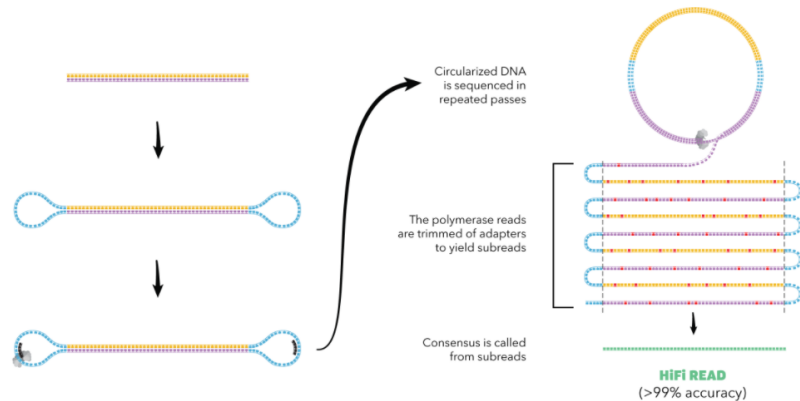 Circularized DNA
is sequenced in
repeated passes
The polymerase reads
are trimmed of adapters
to yield subreads
Consensus is called
from subreads
HiFi READ
(>99% accuracy)